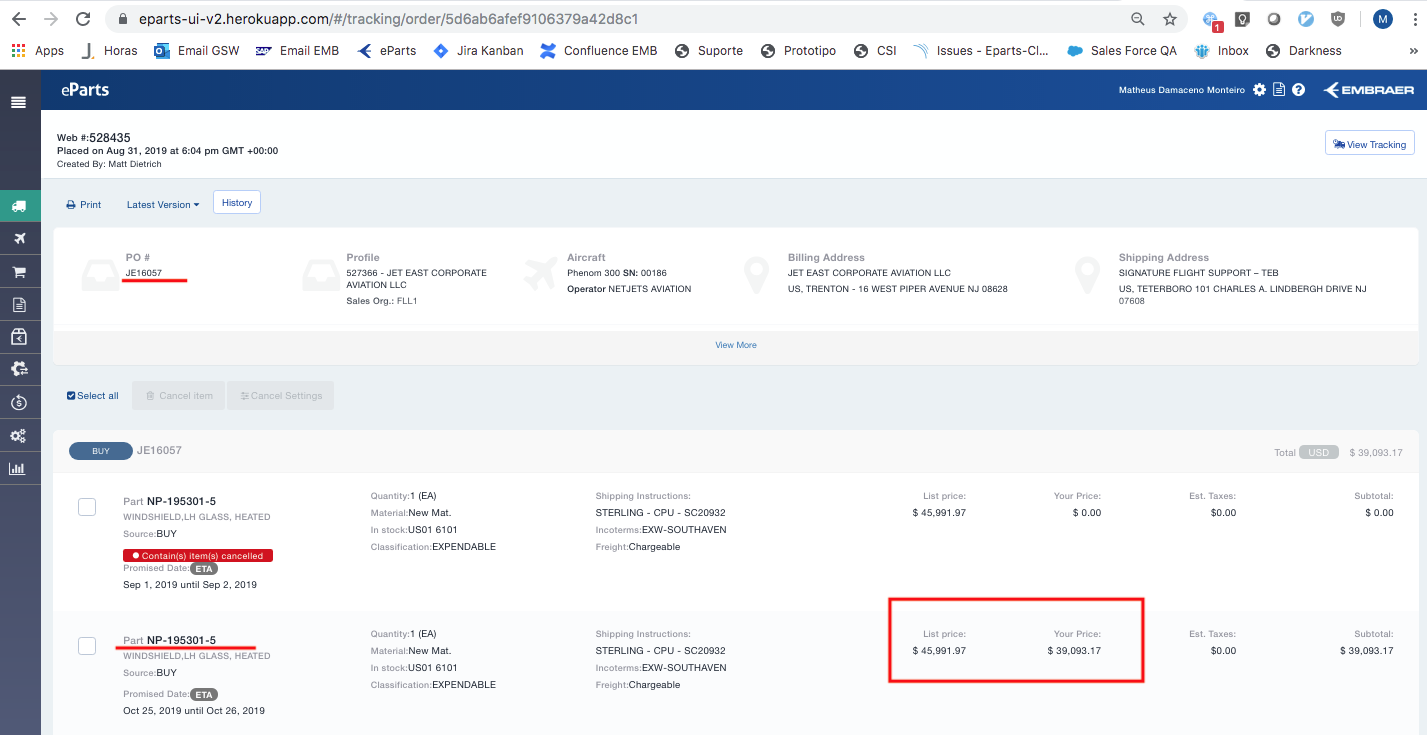 eparts-ui-v2.herokuapp.com/#/tracking/order/5d6ab6afef9106379a42d8c1
1
M
Apps
Horas
Email GSW
Email EMB
eParts
Jira Kanban
Confluence EMB
Suporte
Prototipo
CSI
Issues - Eparts-Cl...
Sales Force QA
Inbox
Darkness
»
eParts
Matheus Damaceno Monteiro
EMBRAER
Web #:528435
Placed on Aug 31, 2019 at 6:04 pm GMT +00:00
Created By: Matt Dietrich
View Tracking
Print
Latest Version
History
PO #
JE16057
Profile
527366 - JET EAST CORPORATE
AVIATION LLC
Sales Org.: FLL1
Aircraft
Phenom 300 SN: 00186
Operator NETJETS AVIATION
Billing Address
JET EAST CORPORATE AVIATION LLC
US, TRENTON - 16 WEST PIPER AVENUE NJ 08628
Shipping Address
SIGNATURE FLIGHT SUPPORT – TEB
US, TETERBORO 101 CHARLES A. LINDBERGH DRIVE NJ
07608
View More
Select all
Cancel item
Cancel Settings
BUY JE16057
Total USD $ 39,093.17
Part NP-195301-5
WINDSHIELD,LH GLASS, HEATED
Source:BUY
Contain(s) item(s) cancelled
Promised Date: ETA
Sep 1, 2019 until Sep 2, 2019
Quantity:1 (EA)
Material:New Mat.
In stock:US01 6101
Classification:EXPENDABLE
Shipping Instructions:
STERLING - CPU - SC20932
Incoterms:EXW-SOUTHAVEN
Freight:Chargeable
List price:
$ 45,991.97
Your Price:
$ 0.00
Est. Taxes:
$0.00
Subtotal:
$ 0.00
Part NP-195301-5
WINDSHIELD,LH GLASS, HEATED
Source:BUY
Promised Date: ETA
Oct 25, 2019 until Oct 26, 2019
Quantity:1 (EA)
Material:New Mat.
In stock:US01 6101
Classification:EXPENDABLE
Shipping Instructions:
STERLING - CPU - SC20932
Incoterms:EXW-SOUTHAVEN
Freight:Chargeable
List price:
$ 45,991.97
Your Price:
$ 39,093.17
Est. Taxes:
$0.00
Subtotal:
$ 39,093.17